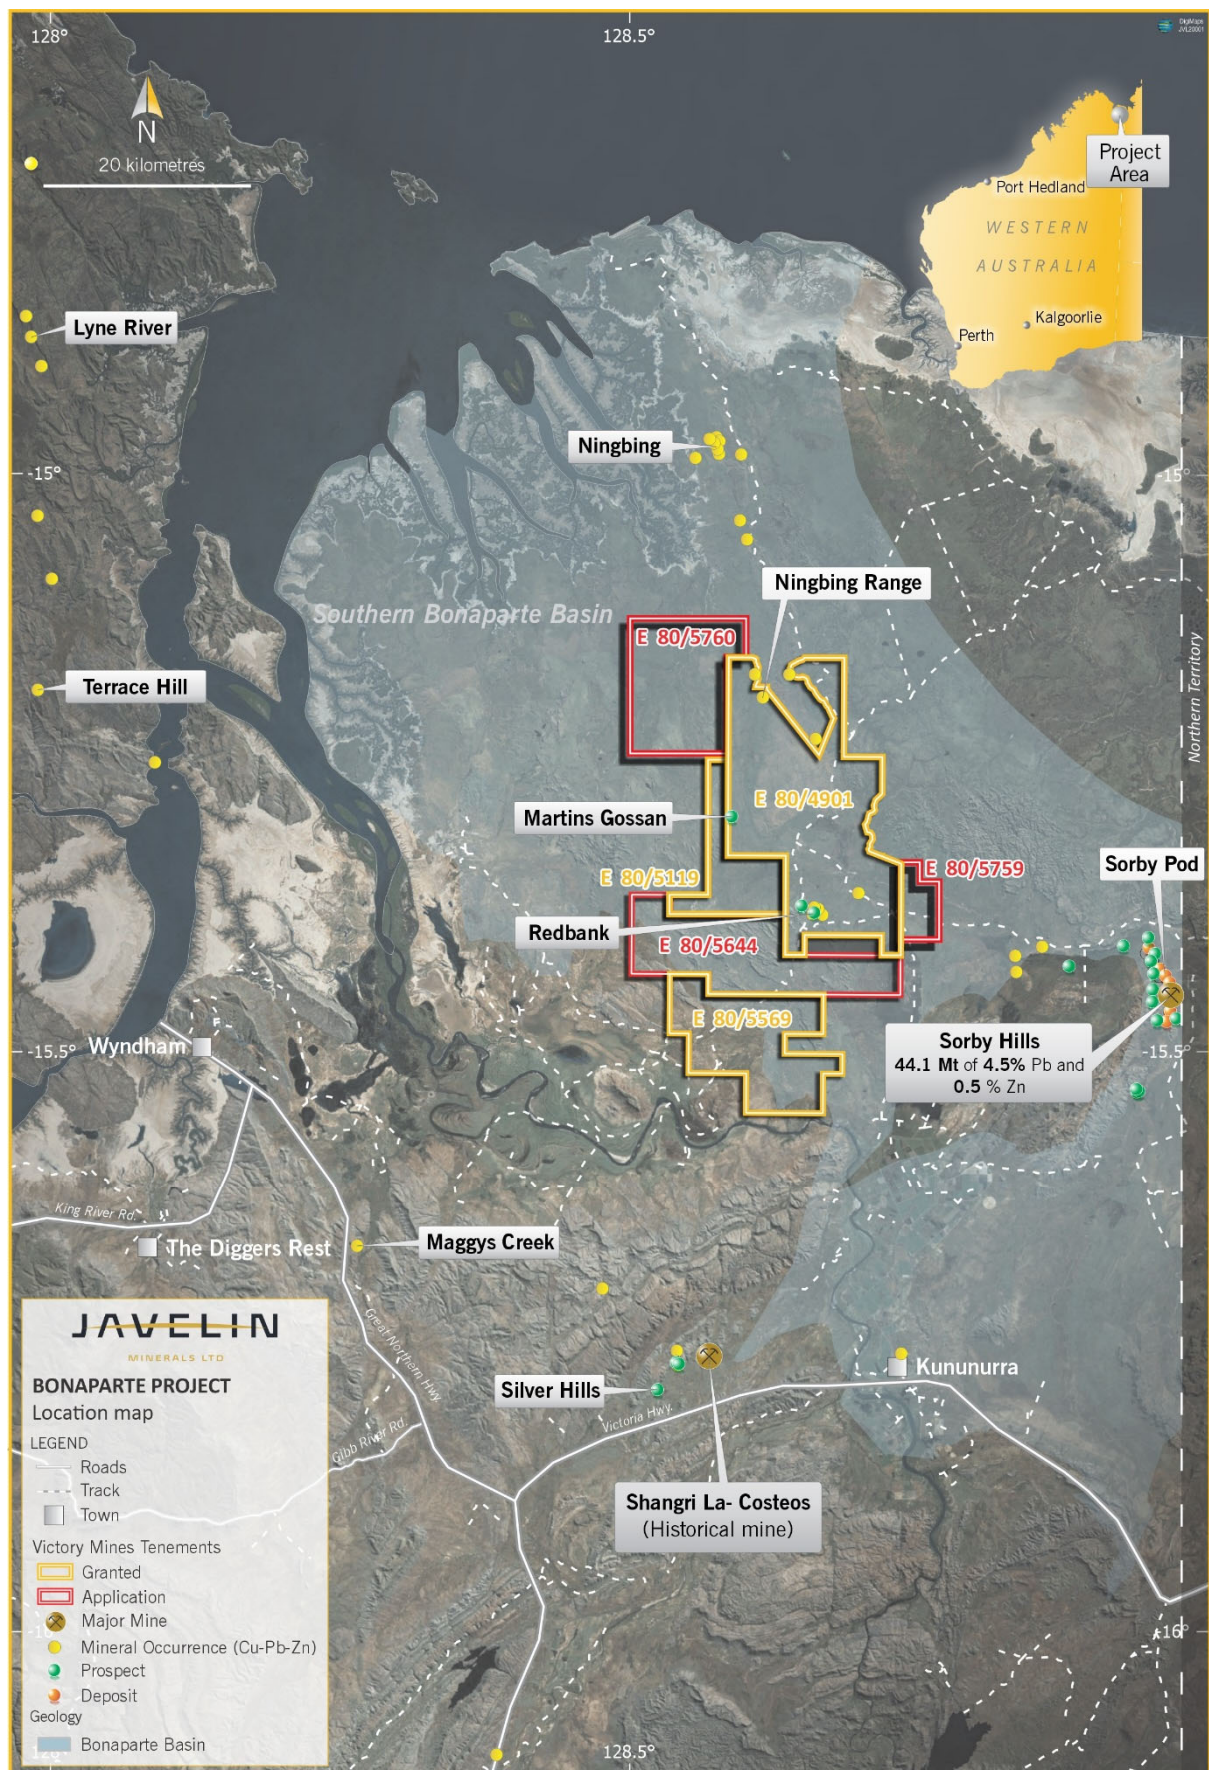 128°
128.5°
DigiMaps
JVL20001
N
20 kilometres
Project
Area
Port Hedland
WESTERN
AUSTRALIA
Kalgoorlie
Perth
Lyne River
Ningbing
-15°
-15°
Ningbing Range
Southern Bonaparte Basin
E 80/5760
Northern Territory
Terrace Hill
E 80/4901
Martins Gossan
Sorby Pod
E 80/5759
E 80/5119
Redbank
E 80/5644
E 80/5569
Sorby Hills
44.1 Mt of 4.5% Pb and
0.5 % Zn
Wyndham
-15.5°
-15.5°
King River Rd.
The Diggers Rest
Maggys Creek
Great Northern Hwy.
Kununurra
Silver Hills
Victoria Hwy.
Gibb River Rd.
Shangri La- Costeos
(Historical mine)
JAVELIN
MINERALS LTD
BONAPARTE PROJECT
Location map
LEGEND
Roads
Track
Town
Victory Mines Tenements
Granted
Application
Major Mine
Mineral Occurrence (Cu-Pb-Zn)
Prospect
Deposit
Geology
Bonaparte Basin
-16°
-16°
128°
128.5°